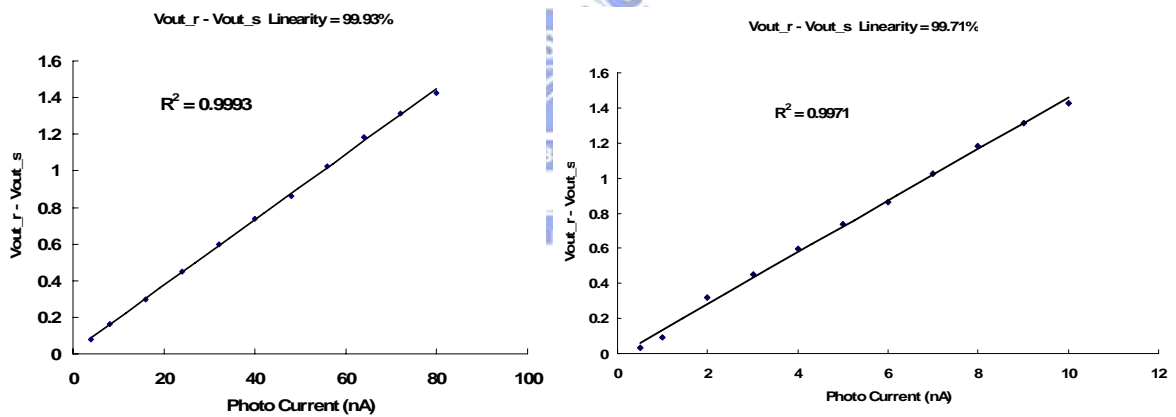 Vout_r - Vout_s Linearity = 99.93%
1.6
1.4
1.2
1
0.8
0.6
0.4
0.2
0
R² = 0.9993
Vout_r - Vout_s
0 20 40 60 80 100
Photo Current (nA)
Vout_r - Vout_s Linearity = 99.71%
1.6
1.4
1.2
1
0.8
0.6
0.4
0.2
0
R² = 0.9971
Vout_r - Vout_s
0 2 4 6 8 10 12
Photo Current (nA)